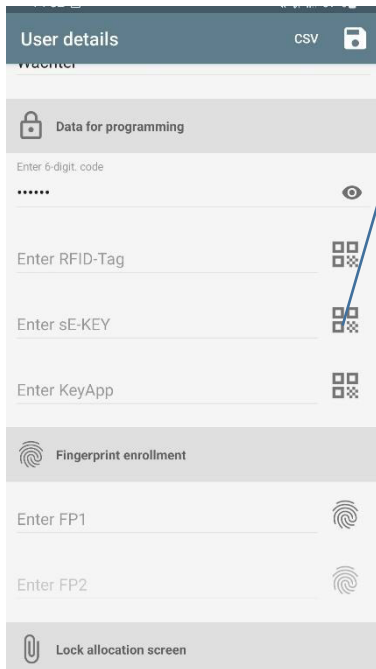 User details CSV
Wachter
Data for programming
Enter 6-digit. code
••••••
Enter RFID-Tag
Enter sE-KEY
Enter KeyApp
Fingerprint enrollment
Enter FP1
Enter FP2
Lock allocation screen